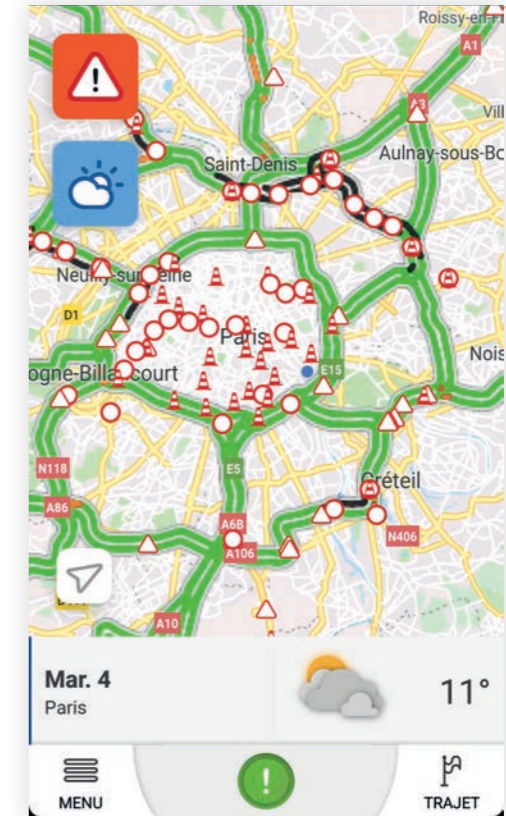 Roissy-en-
A1
A3
Vill
Saint-Denis
Aulnay-sous-Bo
Neuilly-sur-Seine
D1
Paris
Nois
ogne-Billancourt
E15
N118
E5
Créteil
A86
A6B
N406
A106
A10
Mar. 4
Paris
11°
MENU
TRAJET